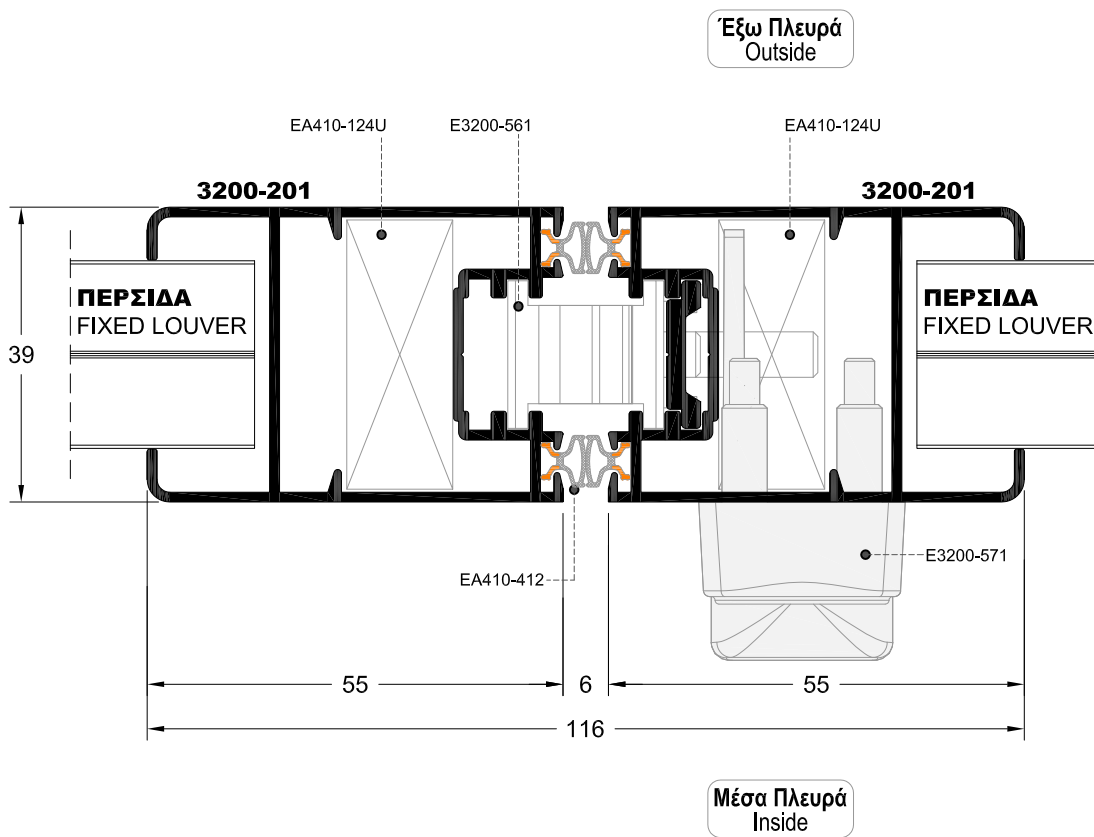 Έξω Πλευρά
Outside
EA410-124U
E3200-561
EA410-124U
3200-201
3200-201
ΠΕΡΣΙΔΑ
FIXED LOUVER
ΠΕΡΣΙΔΑ
FIXED LOUVER
39
E3200-571
EA410-412
55
6
55
116
Μέσα Πλευρά
Inside